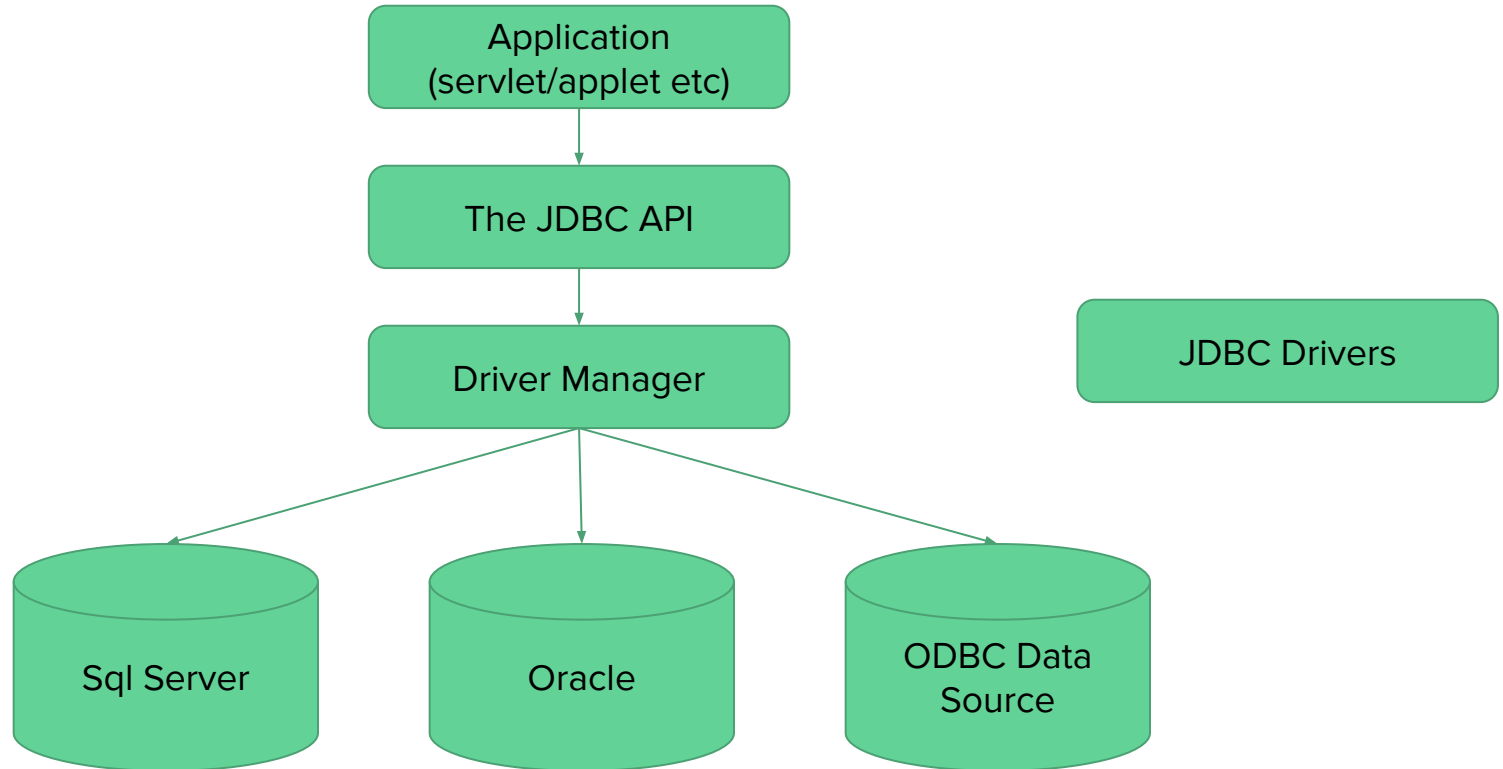 Application
(servlet/applet etc)
The JDBC API
Driver Manager
JDBC Drivers
Sql Server
Oracle
ODBC Data
Source